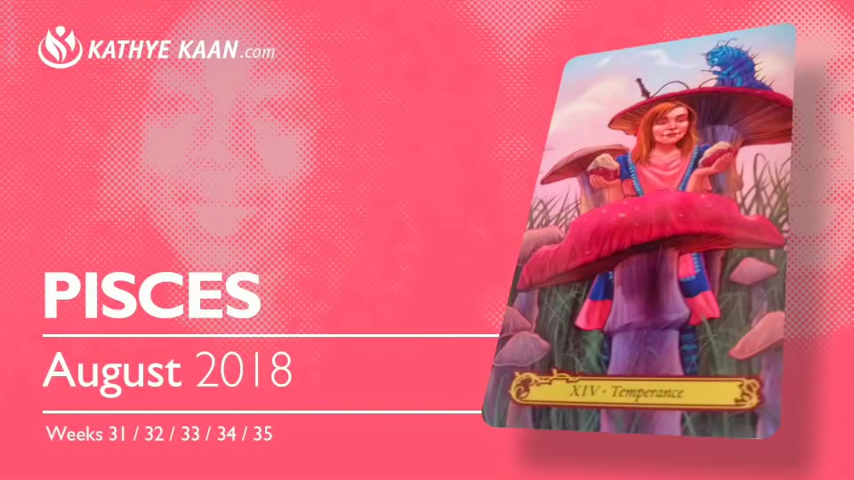 KATHYE KAAN.com
PISCES
August 2018
Weeks 31 / 32 / 33 / 34 / 35
XIV • Temperance